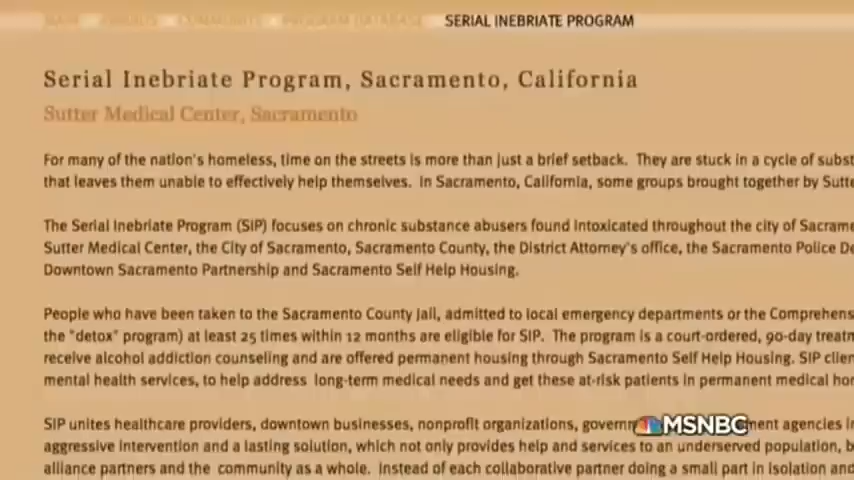 COMMUNITY PROGRAM DATABASE SERIAL INEBRIATE PROGRAM
Serial Inebriate Program, Sacramento, California
Sutter Medical Center, Sacramento
For many of the nation's homeless, time on the streets is more than just a brief setback. They are stuck in a cycle of subst
that leaves them unable to effectively help themselves. In Sacramento, California, some groups brought together by Sutte
The Serial Inebriate Program (SIP) focuses on chronic substance abusers found intoxicated throughout the city of Sacrame
Sutter Medical Center, the City of Sacramento, Sacramento County, the District Attorney's office, the Sacramento Police De
Downtown Sacramento Partnership and Sacramento Self Help Housing.
People who have been taken to the Sacramento County Jail, admitted to local emergency departments or the Comprehens
the "detox" program) at least 25 times within 12 months are eligible for SIP. The program is a court-ordered, 90-day treatn
receive alcohol addiction counseling and are offered permanent housing through Sacramento Self Help Housing. SIP clien
mental health services, to help address long-term medical needs and get these at-risk patients in permanent medical hor
SIP unites healthcare providers, downtown businesses, nonprofit organizations, governm MSNBC ment agencies in
aggressive intervention and a lasting solution, which not only provides help and services to an underserved population, b
alliance partners and the community as a whole. Instead of each collaborative partner doing a small part in isolation and